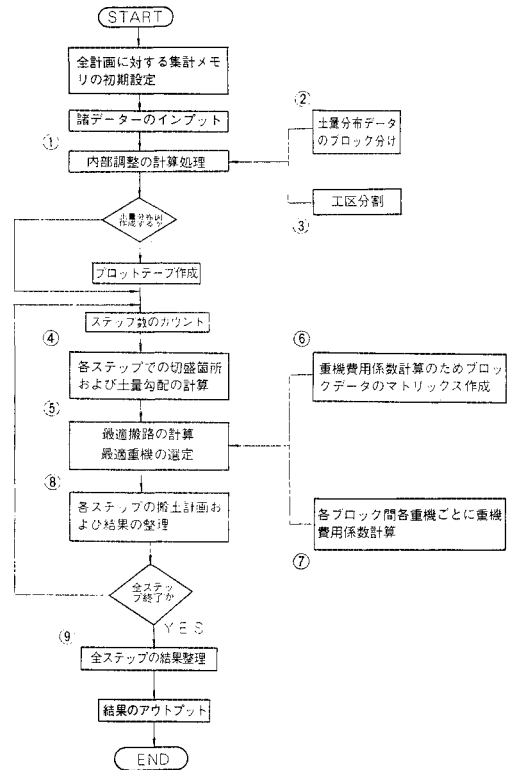 START
全計画に対する集計メモ
リの初期設定
諸データーのインプット
①
内部調整の計算処理
②
土量分布データ
のブロック分け
工区分割
③
土量分布図
作成するか
プロットテープ作成
ステップ数のカウント
④
各ステップでの切盛箇所
および土量勾配の計算
⑤
最適搬路の計算
最適重機の選定
⑥
重機費用係数計算のためブロッ
クデータのマトリックス作成
⑧
各ステップの搬土計画お
よび結果の整理
各ブロック間各重機ごとに重機
費用係数計算
⑦
全ステッ
プ終了か
YES
⑨
全ステップの結果整理
結果のアウトプット
END